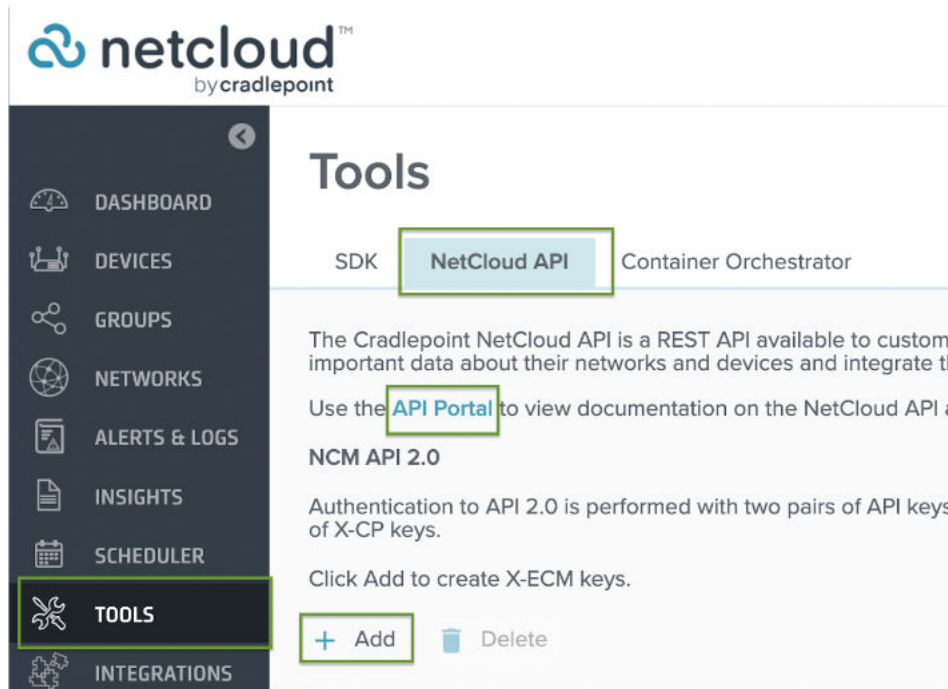 netcloud™
by cradlepoint
DASHBOARD
DEVICES
GROUPS
NETWORKS
ALERTS & LOGS
INSIGHTS
SCHEDULER
TOOLS
INTEGRATIONS
Tools
SDK NetCloud API Container Orchestrator
The Cradlepoint NetCloud API is a REST API available to custom
important data about their networks and devices and integrate th
Use the API Portal to view documentation on the NetCloud API a
NCM API 2.0
Authentication to API 2.0 is performed with two pairs of API keys
of X-CP keys.
Click Add to create X-ECM keys.
+ Add Delete